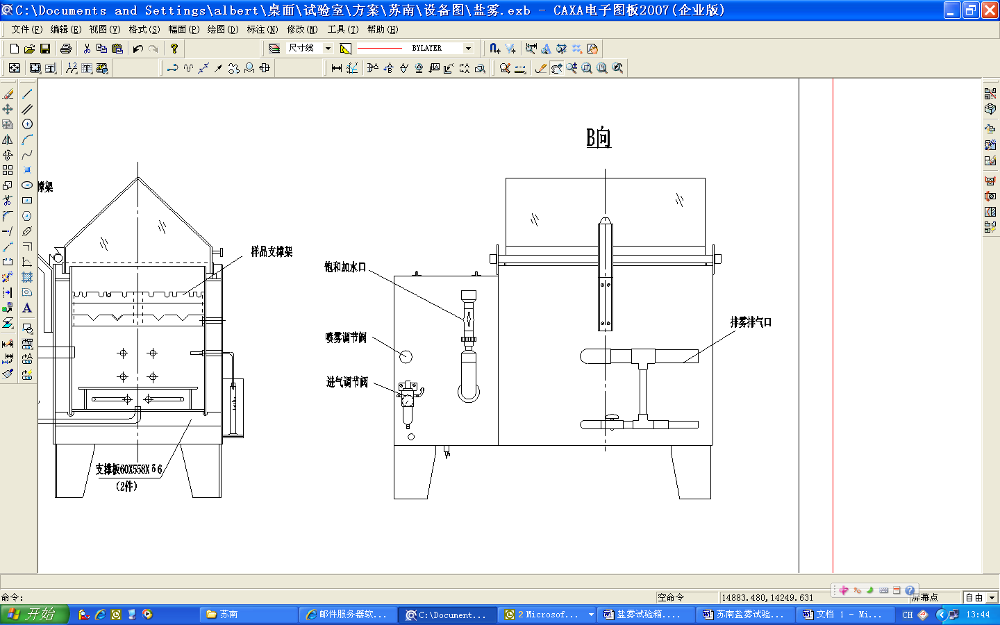 C:\Documents and Settings\albert\桌面\试验室\方案\苏南\设备图\盐雾.exb - CAXA电子图板2007(企业版)
文件(F) 编辑(E) 视图(V) 格式(S) 幅面(P) 绘图(D) 标注(N) 修改(M) 工具(T) 帮助(H)
尺寸线 BYLAYER
B向
撑架
样品支撑架
饱和加水口
排雾排气口
喷雾调节阀
进气调节阀
支撑板60X558Xδ6
(2件)
命令: 空命令 14883.480,14249.631 屏幕点 自由
开始 苏南 邮件服务器软... C:\Document... 2 Microsof... 盐雾试验箱.... 苏南盐雾试验... 文档 1 - Mi... CH 13:44